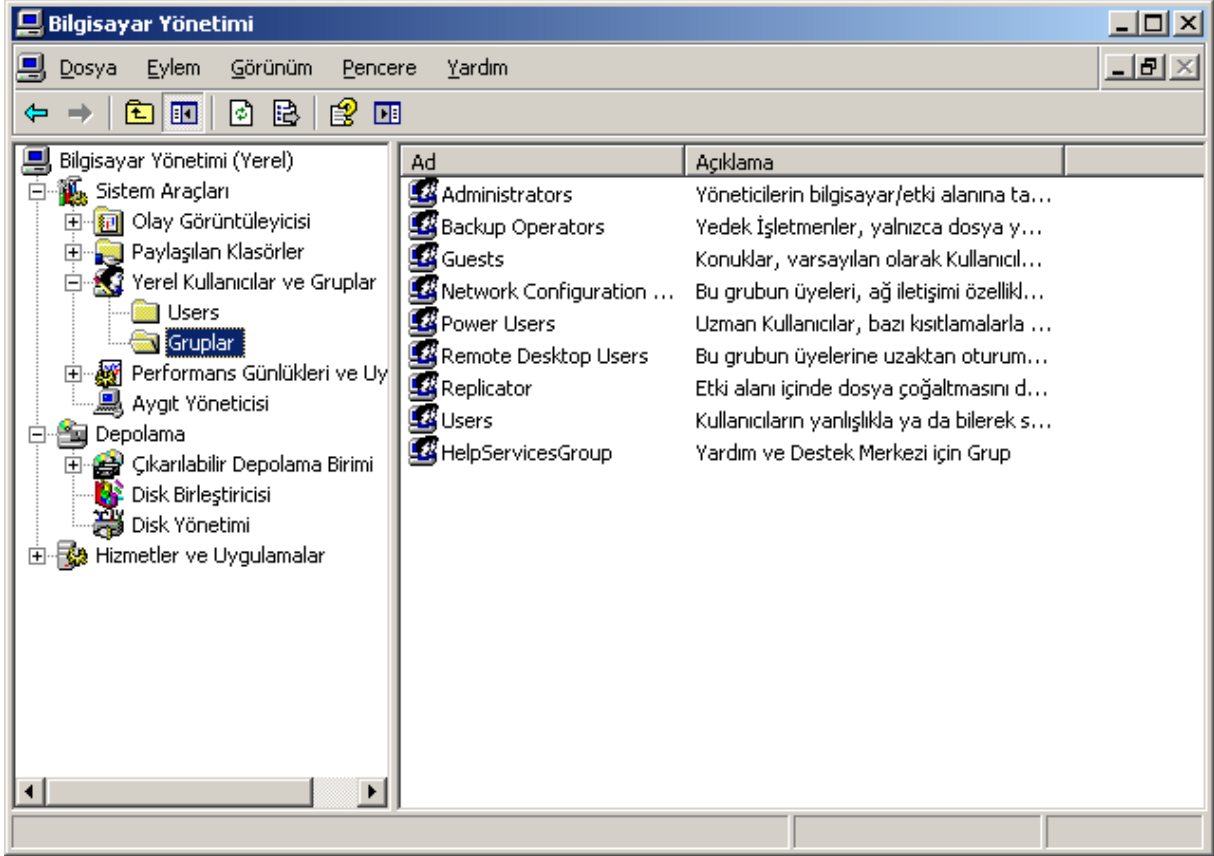 Bilgisayar Yönetimi
Dosya Eylem Görünüm Pencere Yardım
Bilgisayar Yönetimi (Yerel)
Sistem Araçları
Olay Görüntüleyicisi
Paylaşılan Klasörler
Yerel Kullanıcılar ve Gruplar
Users
Gruplar
Performans Günlükleri ve Uy
Aygıt Yöneticisi
Depolama
Çıkarılabilir Depolama Birimi
Disk Birleştiricisi
Disk Yönetimi
Hizmetler ve Uygulamalar
Ad Açıklama
Administrators Yöneticilerin bilgisayar/etki alanına ta...
Backup Operators Yedek İşletmenler, yalnızca dosya y...
Guests Konuklar, varsayılan olarak Kullanıcıl...
Network Configuration ... Bu grubun üyeleri, ağ iletişimi özellikl...
Power Users Uzman Kullanıcılar, bazı kısıtlamalarla ...
Remote Desktop Users Bu grubun üyelerine uzaktan oturum...
Replicator Etki alanı içinde dosya çoğaltmasını d...
Users Kullanıcıların yanlışlıkla ya da bilerek s...
HelpServicesGroup Yardım ve Destek Merkezi için Grup